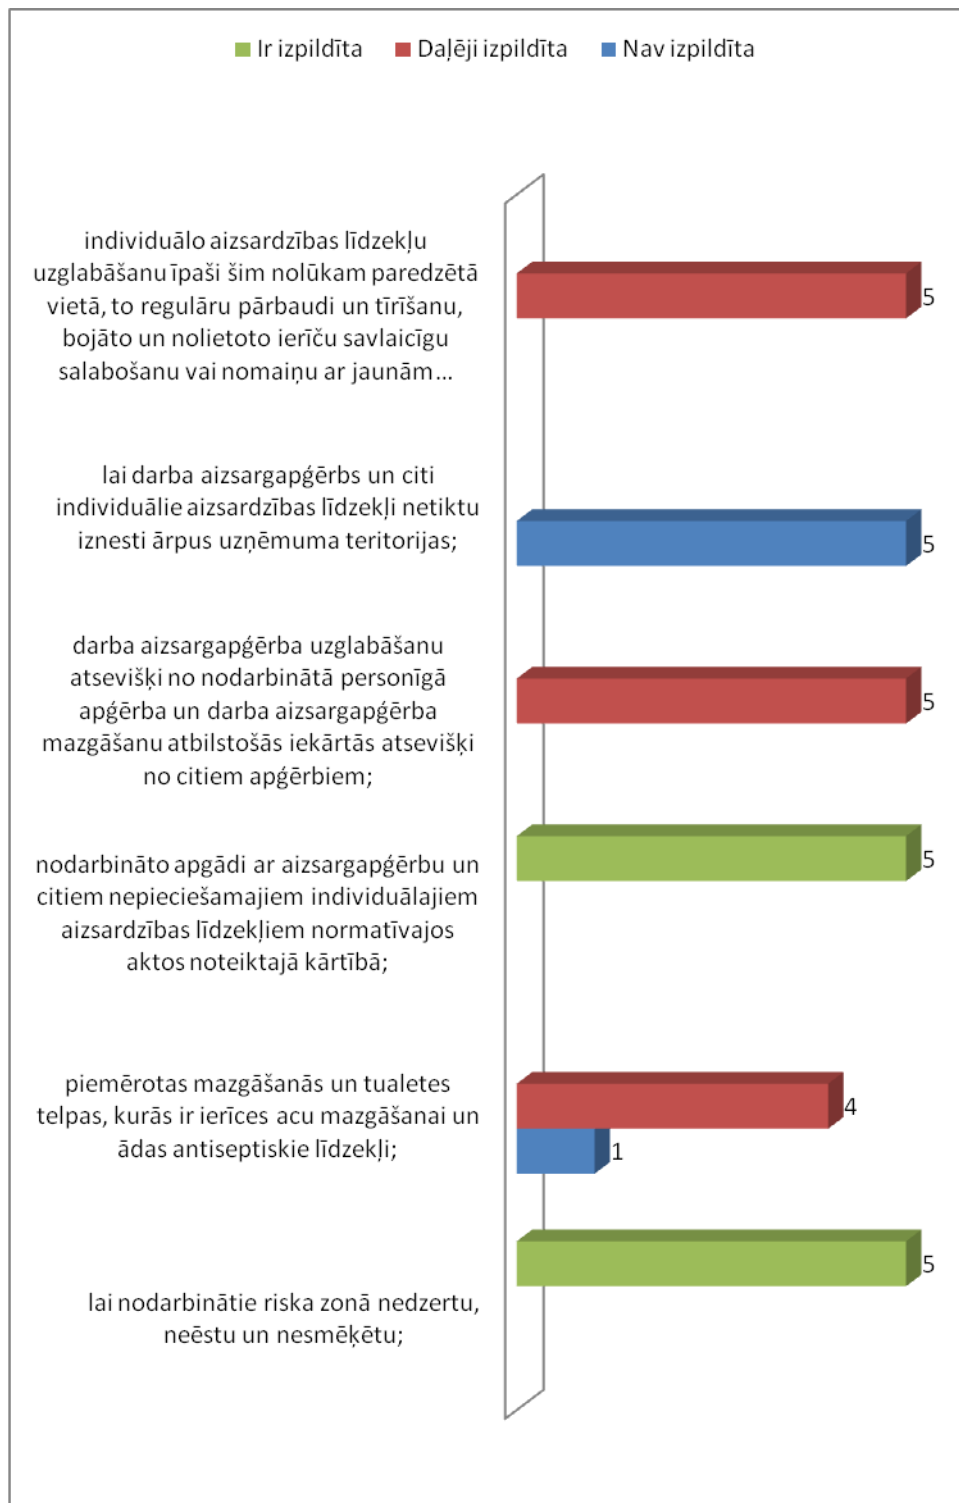 Ir izpildīta Daļēji izpildīta Nav izpildīta
individuālo aizsardzības līdzekļu
uzglabāšanu īpaši šim nolūkam paredzētā
vietā, to regulāru pārbaudi un tīrīšanu,
bojāto un nolietoto ierīču savlaicīgu
salabošanu vai nomaiņu ar jaunām...
5
lai darba aizsargapģērbs un citi
individuālie aizsardzības līdzekļi netiktu
iznesti ārpus uzņēmuma teritorijas;
5
darba aizsargapģērba uzglabāšanu
atsevišķi no nodarbinātā personīgā
apģērba un darba aizsargapģērba
mazgāšanu atbilstošās iekārtās atsevišķi
no citiem apģērbiem;
5
nodarbināto apgādi ar aizsargapģērbu un
citiem nepieciešamajiem individuālajiem
aizsardzības līdzekļiem normatīvajos
aktos noteiktajā kārtībā;
5
piemērotas mazgāšanās un tualetes
telpas, kurās ir ierīces acu mazgāšanai un
ādas antiseptiskie līdzekļi;
4
1
lai nodarbinātie riska zonā nedzertu,
neēstu un nesmēķētu;
5